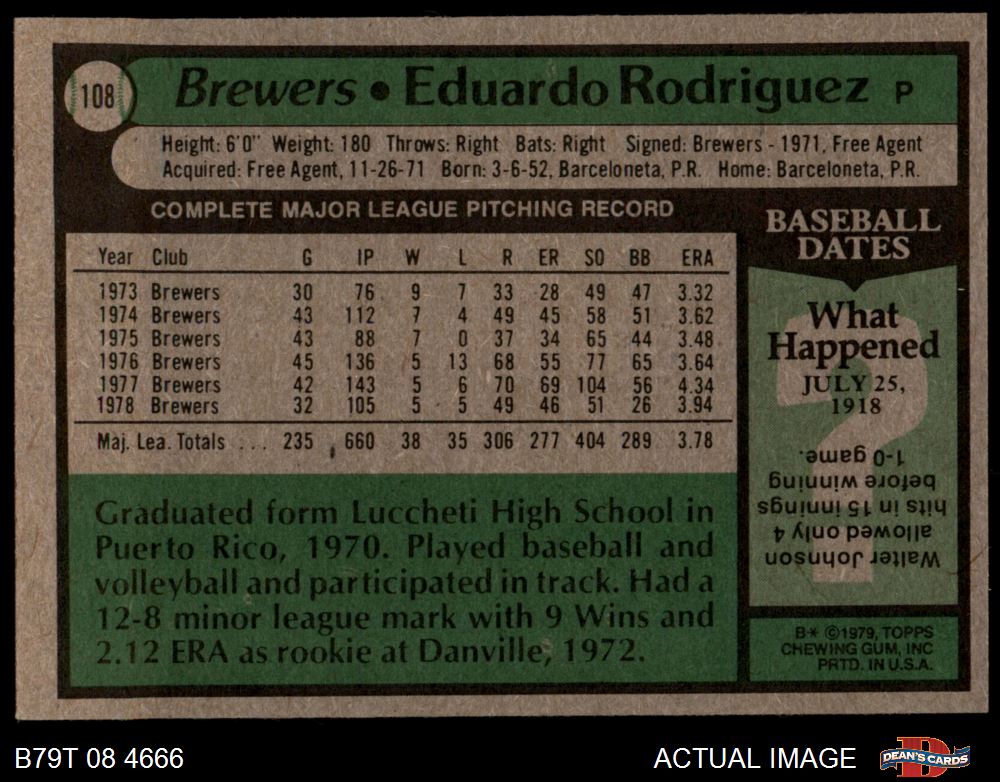 108
Brewers • Eduardo Rodriguez P
Height: 6'0" Weight: 180 Throws: Right Bats: Right Signed: Brewers - 1971, Free Agent
Acquired: Free Agent, 11-26-71 Born: 3-6-52, Barceloneta, P.R. Home: Barceloneta, P.R.
COMPLETE MAJOR LEAGUE PITCHING RECORD
Year Club G IP W L R ER SO BB ERA
1973 Brewers 30 76 9 7 33 28 49 47 3.32
1974 Brewers 43 112 7 4 49 45 58 51 3.62
1975 Brewers 43 88 7 0 37 34 65 44 3.48
1976 Brewers 45 136 5 13 68 55 77 65 3.64
1977 Brewers 42 143 5 6 70 69 104 56 4.34
1978 Brewers 32 105 5 5 49 46 51 26 3.94
Maj. Lea. Totals ... 235 660 38 35 306 277 404 289 3.78
Graduated form Luccheti High School in
Puerto Rico, 1970. Played baseball and
volleyball and participated in track. Had a
12-8 minor league mark with 9 Wins and
2.12 ERA as rookie at Danville, 1972.
BASEBALL
DATES
What
Happened
JULY 25,
1918
?
Walter Johnson
allowed only 4
hits in 15 innings
before winning
1-0 game.
B* ©1979, TOPPS
CHEWING GUM, INC
PRTD. IN U.S.A.
B79T 08 4666
ACTUAL IMAGE
DEAN'S CARDS